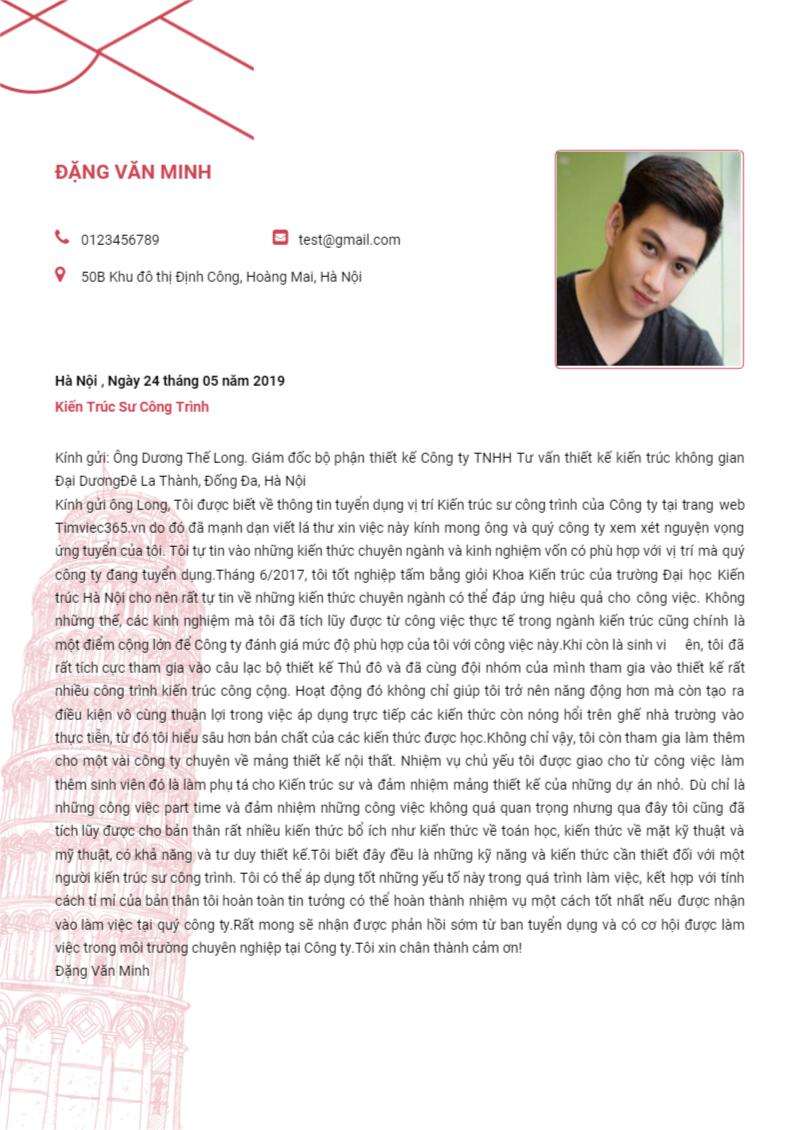 ĐẶNG VĂN MINH
0123456789
test@gmail.com
50B Khu đô thị Định Công, Hoàng Mai, Hà Nội
Hà Nội , Ngày 24 tháng 05 năm 2019
Kiến Trúc Sư Công Trình
Kính gửi: Ông Dương Thế Long. Giám đốc bộ phận thiết kế Công ty TNHH Tư vấn thiết kế kiến trúc không gian
Đại DươngĐê La Thành, Đống Đa, Hà Nội
Kính gửi ông Long, Tôi được biết về thông tin tuyển dụng vị trí Kiến trúc sư công trình của Công ty tại trang web
Timviec365.vn do đó đã mạnh dạn viết lá thư xin việc này kính mong ông và quý công ty xem xét nguyện vọng
ứng tuyển của tôi. Tôi tự tin vào những kiến thức chuyên ngành và kinh nghiệm vốn có phù hợp với vị trí mà quý
công ty đang tuyển dụng.Tháng 6/2017, tôi tốt nghiệp tấm bằng giỏi Khoa Kiến trúc của trường Đại học Kiến
trúc Hà Nội cho nên rất tự tin về những kiến thức chuyên ngành có thể đáp ứng hiệu quả cho công việc. Không
những thế, các kinh nghiệm mà tôi đã tích lũy được từ công việc thực tế trong ngành kiến trúc cũng chính là
một điểm cộng lớn để Công ty đánh giá mức độ phù hợp của tôi với công việc này.Khi còn là sinh vi ên, tôi đã
rất tích cực tham gia vào câu lạc bộ thiết kế Thủ đô và đã cùng đội nhóm của mình tham gia vào thiết kế rất
nhiều công trình kiến trúc công cộng. Hoạt động đó không chỉ giúp tôi trở nên năng động hơn mà còn tạo ra
điều kiện vô cùng thuận lợi trong việc áp dụng trực tiếp các kiến thức còn nóng hổi trên ghế nhà trường vào
thực tiễn, từ đó tôi hiểu sâu hơn bản chất của các kiến thức được học.Không chỉ vậy, tôi còn tham gia làm thêm
cho một vài công ty chuyên về mảng thiết kế nội thất. Nhiệm vụ chủ yếu tôi được giao cho từ công việc làm
thêm sinh viên đó là làm phụ tá cho Kiến trúc sư và đảm nhiệm mảng thiết kế của những dự án nhỏ. Dù chỉ là
những công việc part time và đảm nhiệm những công việc không quá quan trọng nhưng qua đây tôi cũng đã
tích lũy được cho bản thân rất nhiều kiến thức bổ ích như kiến thức về toán học, kiến thức về mặt kỹ thuật và
mỹ thuật, có khả năng và tư duy thiết kế.Tôi biết đây đều là những kỹ năng và kiến thức cần thiết đối với một
người kiến trúc sư công trình. Tôi có thể áp dụng tốt những yếu tố này trong quá trình làm việc, kết hợp với tính
cách tỉ mỉ của bản thân tôi hoàn toàn tin tưởng có thể hoàn thành nhiệm vụ một cách tốt nhất nếu được nhận
vào làm việc tại quý công ty.Rất mong sẽ nhận được phản hồi sớm từ ban tuyển dụng và có cơ hội được làm
việc trong môi trường chuyên nghiệp tại Công ty.Tôi xin chân thành cảm ơn!
Đặng Văn Minh